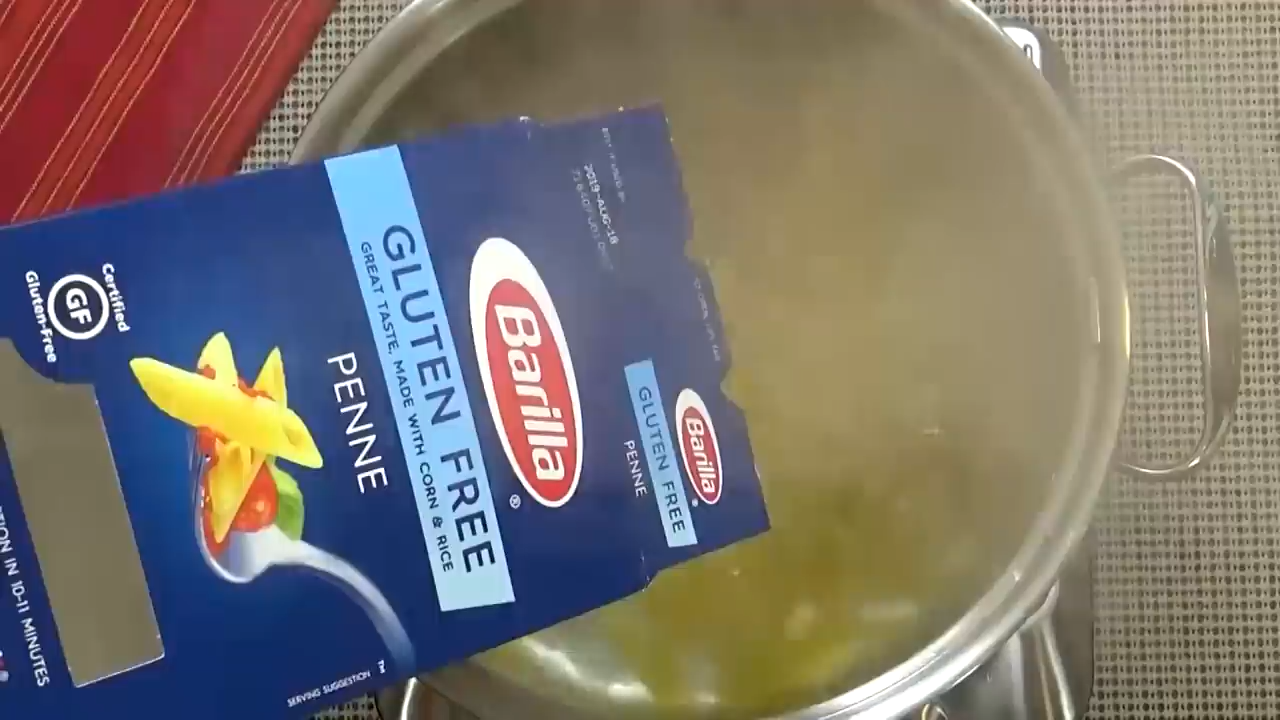 Certified
GF
Gluten-Free
GLUTEN FREE
GREAT TASTE, MADE WITH CORN & RICE
PENNE
Barilla
®
2019-AUG-18
GLUTEN FREE
PENNE
Barilla
IN 10-11 MINUTES
SERVING SUGGESTION
TM